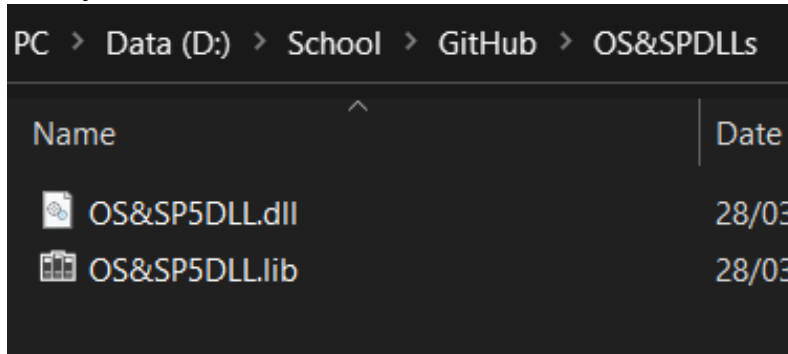 PC > Data (D:) > School > GitHub > OS&SPDLLs
Name Date
OS&SP5DLL.dll 28/03
OS&SP5DLL.lib 28/03